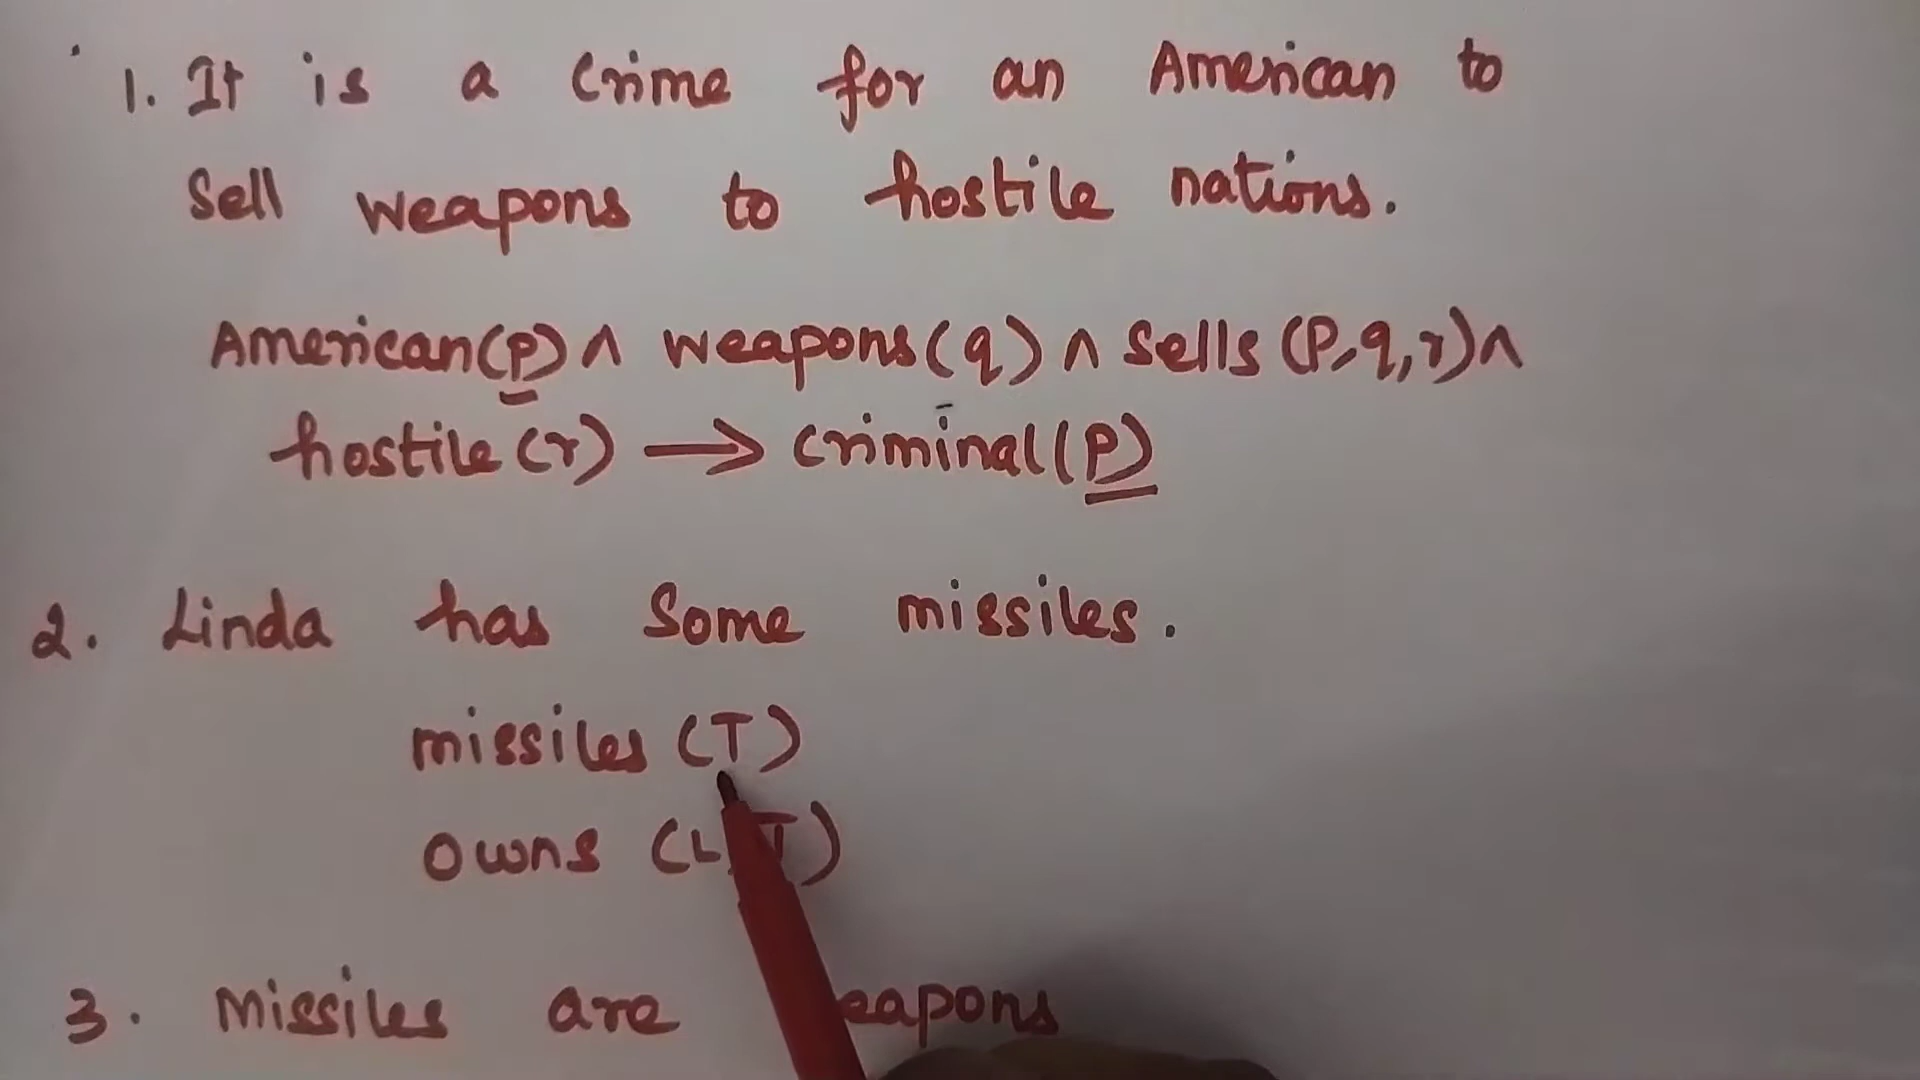 1. It is a Crime for an American to
Sell weapons to hostile nations.
American(p) ∧ weapons(q) ∧ Sells (P,q,r) ∧
hostile(r) → Criminal(P)
2. Linda has Some missiles.
missiles (T)
Owns (L,T)
3. Missiles are